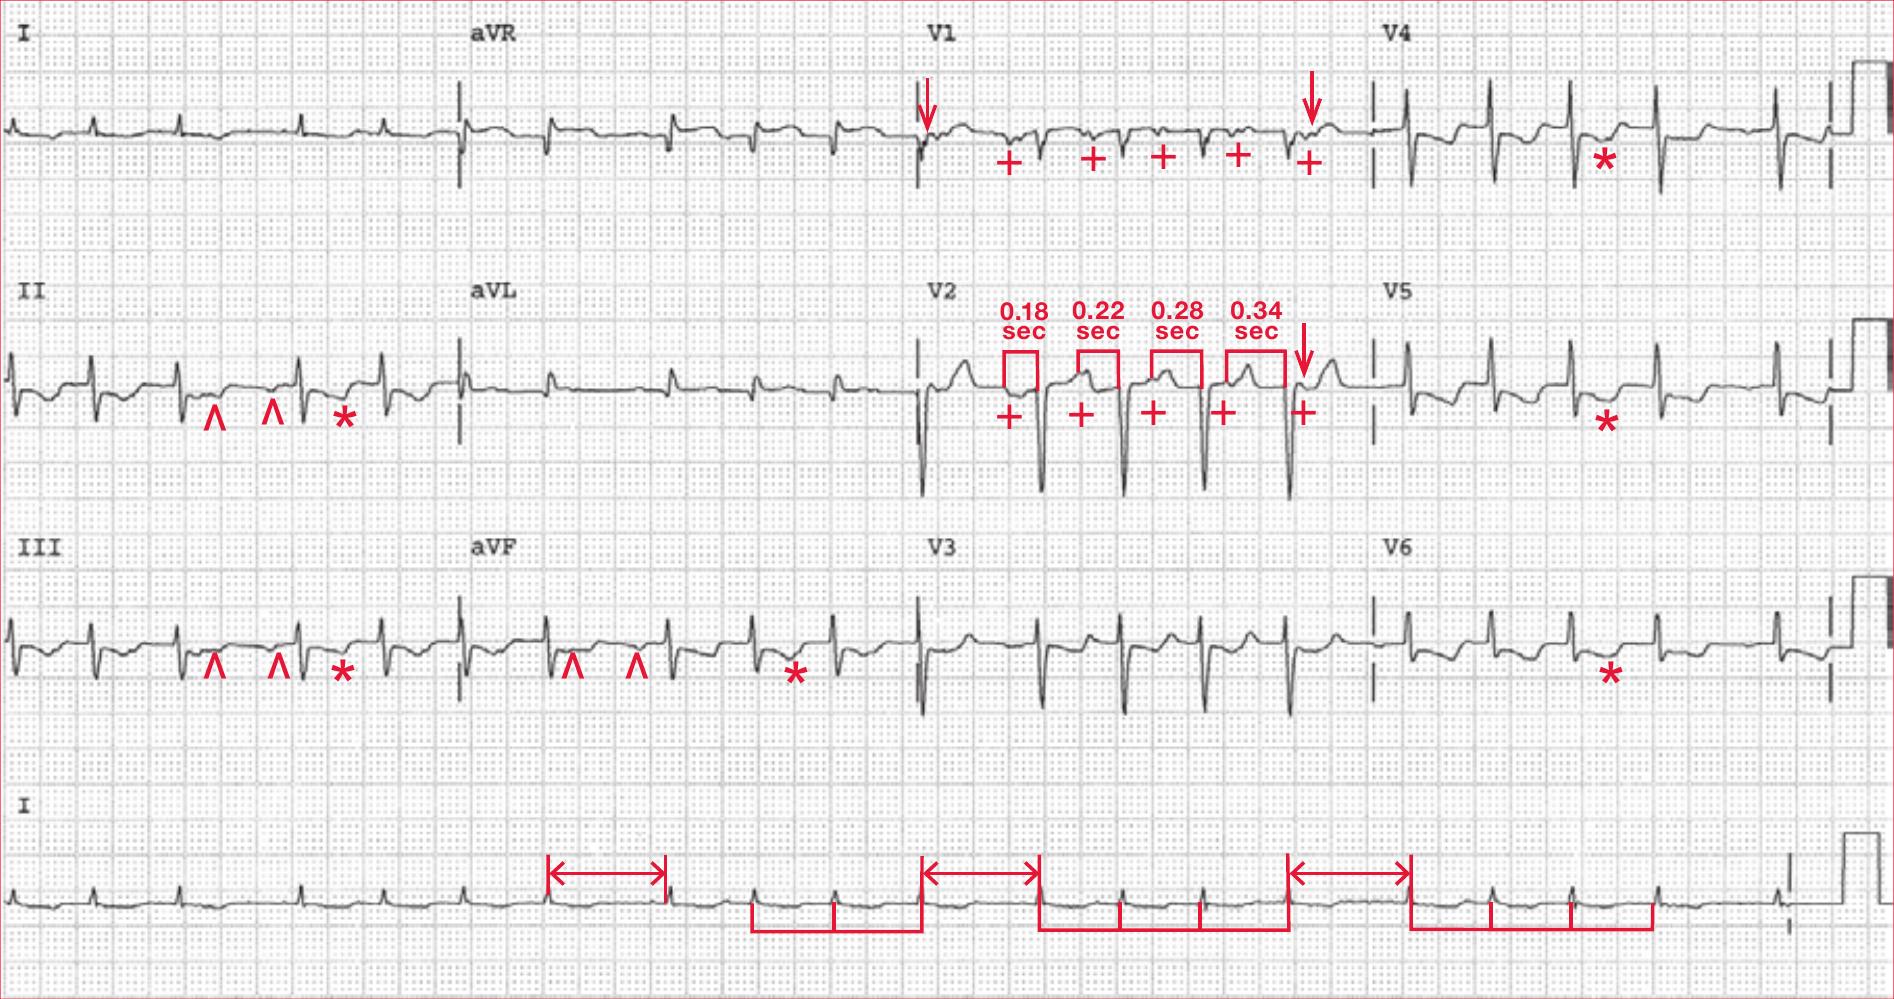 I aVR V1 V4
+ + + + + *
II aVL V2 V5
0.18 sec 0.22 sec 0.28 sec 0.34 sec
^ ^ * + + + + + *
III aVF V3 V6
^ ^ * ^ ^ * *
I